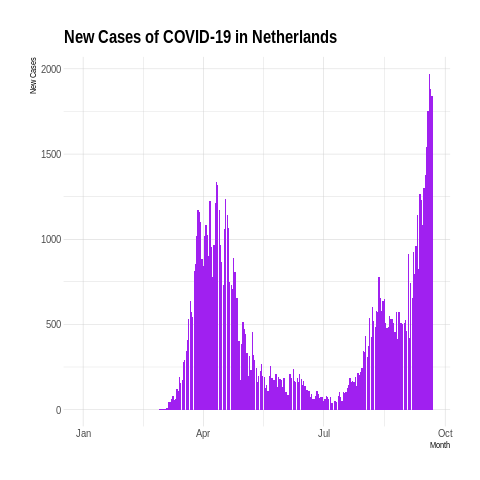 New Cases of COVID-19 in Netherlands
New Cases
2000
1500
1000
500
0
Jan Apr Jul Oct
Month